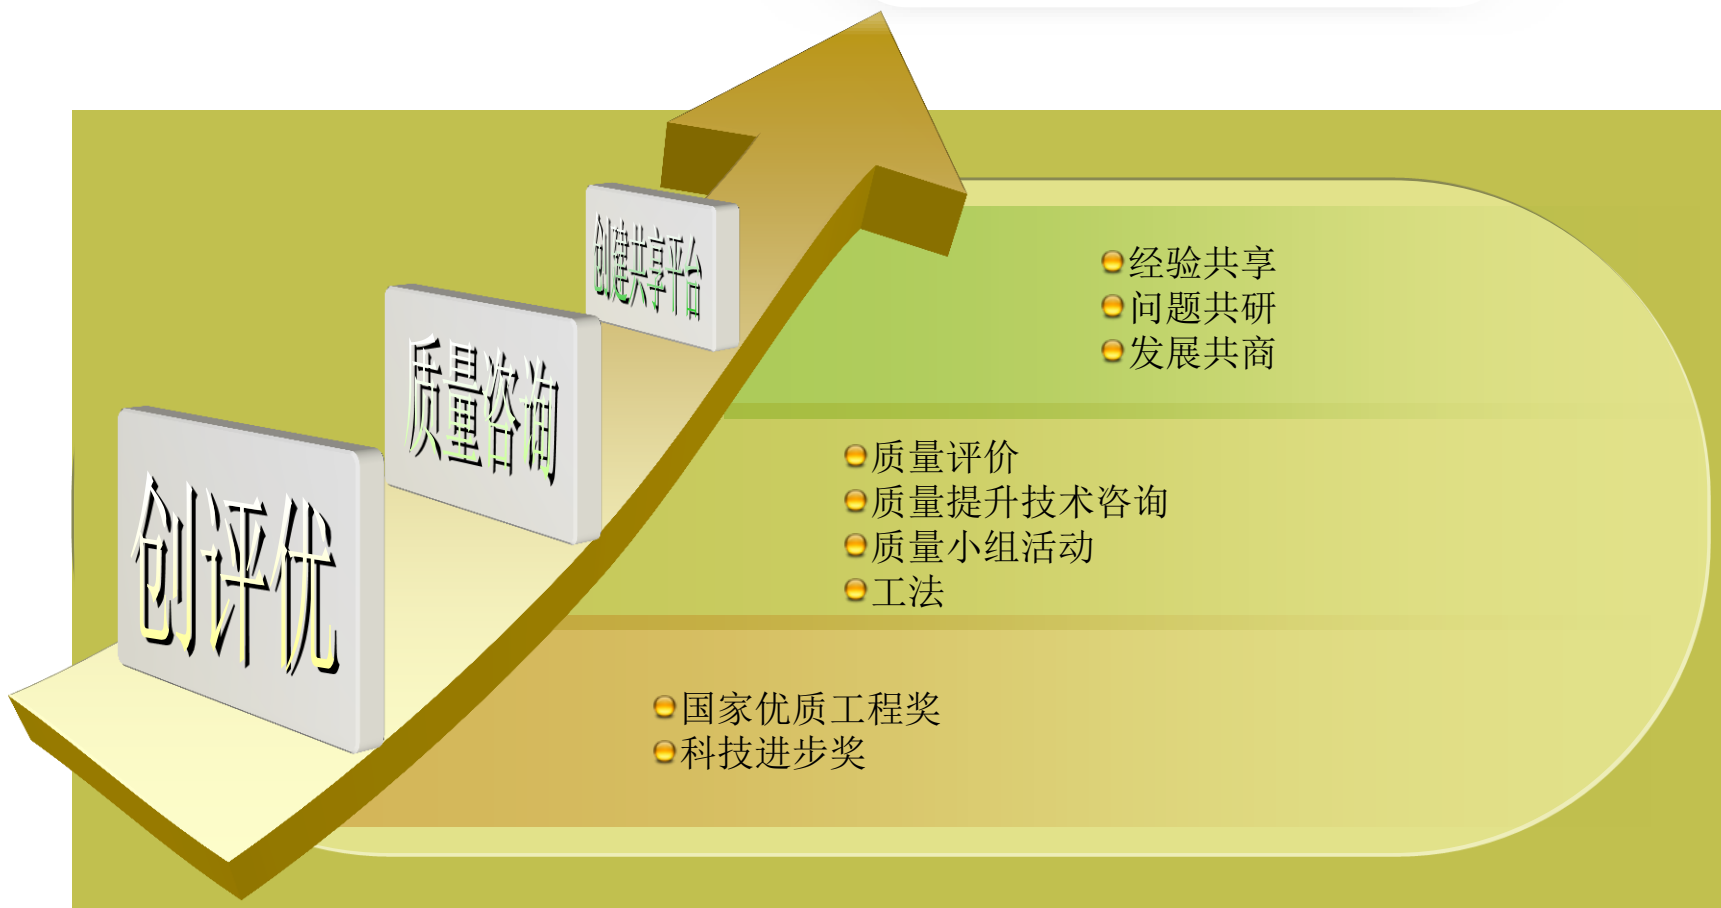 创建共享平台
经验共享
问题共研
发展共商
质量咨询
质量评价
质量提升技术咨询
质量小组活动
工法
创评优
国家优质工程奖
科技进步奖